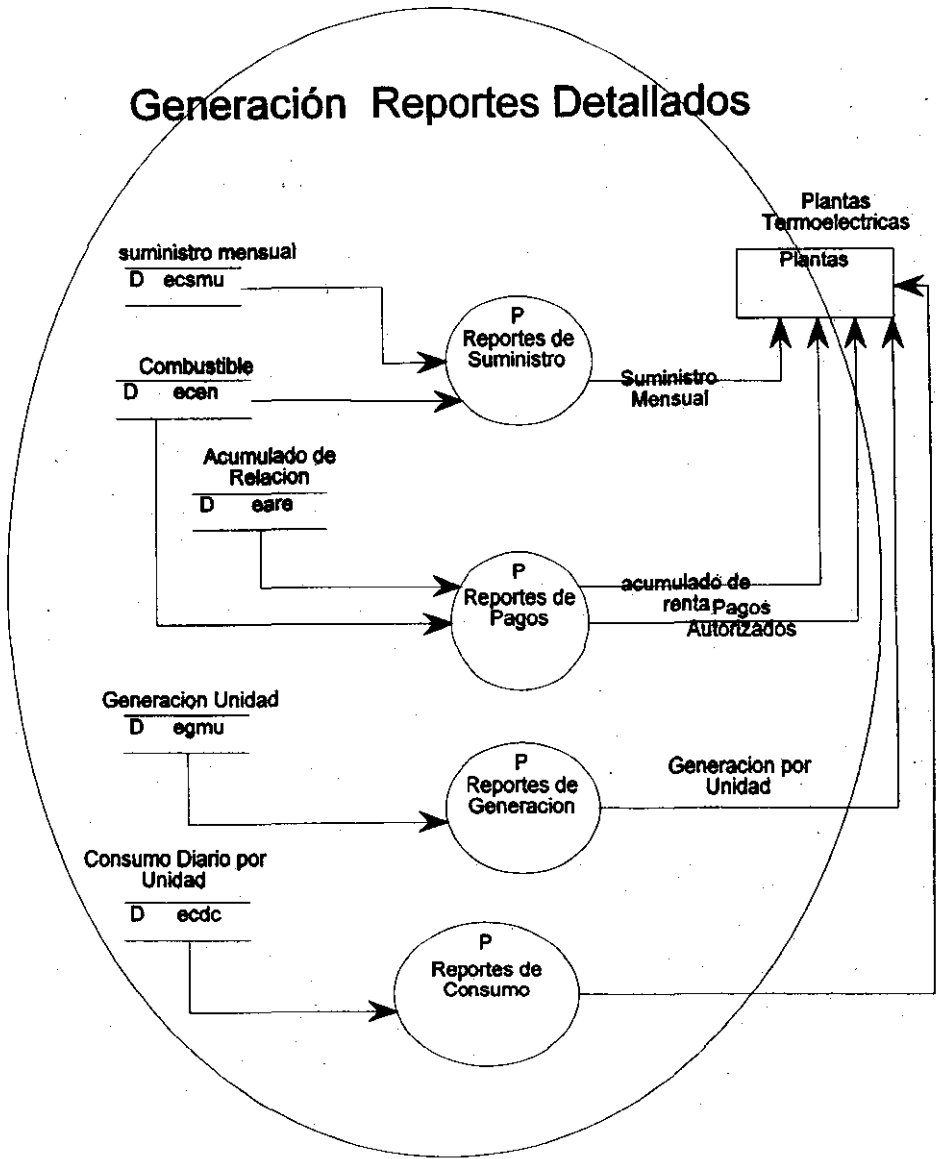 Generación Reportes Detallados
Plantas
Termoelectricas
Plantas
suministro mensual
D ecsmu
P
Reportes de
Suministro
Suministro
Mensual
Combustible
D ecen
Acumulado de
Relacion
D eare
P
Reportes de
Pagos
acumulado de
renta
Pagos
Autorizados
Generacion Unidad
D egmu
P
Reportes de
Generacion
Generacion por
Unidad
Consumo Diario por
Unidad
D ecdc
P
Reportes de
Consumo